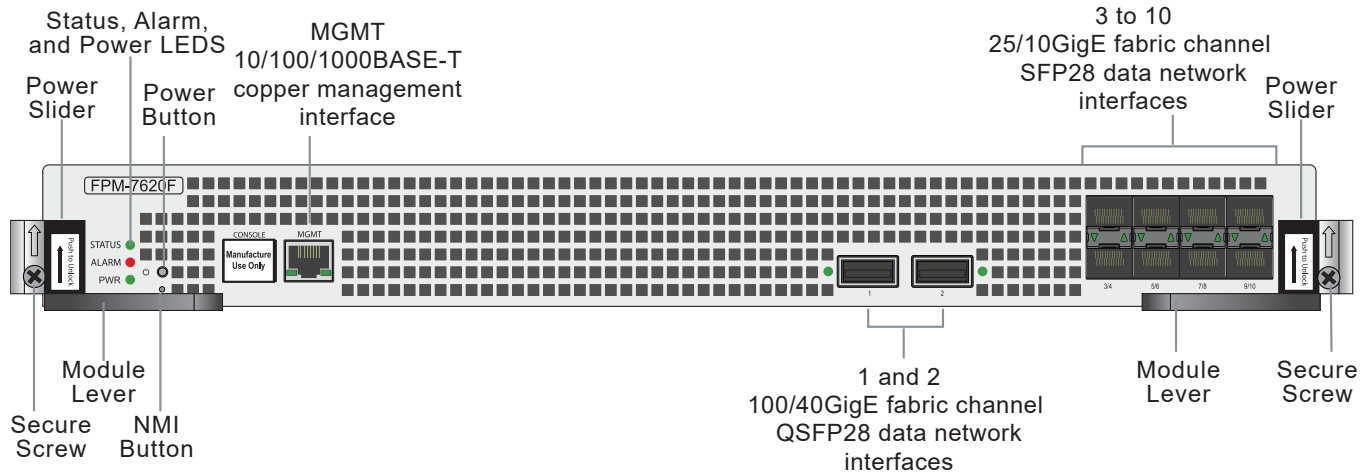 Status, Alarm,
and Power LEDS
MGMT
10/100/1000BASE-T
copper management
interface
3 to 10
25/10GigE fabric channel
SFP28 data network
interfaces
Power
Slider
Power
Button
Power
Slider
FPM-7620F
Push to Unlock
STATUS
ALARM
PWR
CONSOLE
Manufacture
Use Only
MGMT
1
2
3/4
5/6
7/8
9/10
Push to Unlock
Module
Lever
Secure
Screw
NMI
Button
1 and 2
100/40GigE fabric channel
QSFP28 data network
interfaces
Module
Lever
Secure
Screw